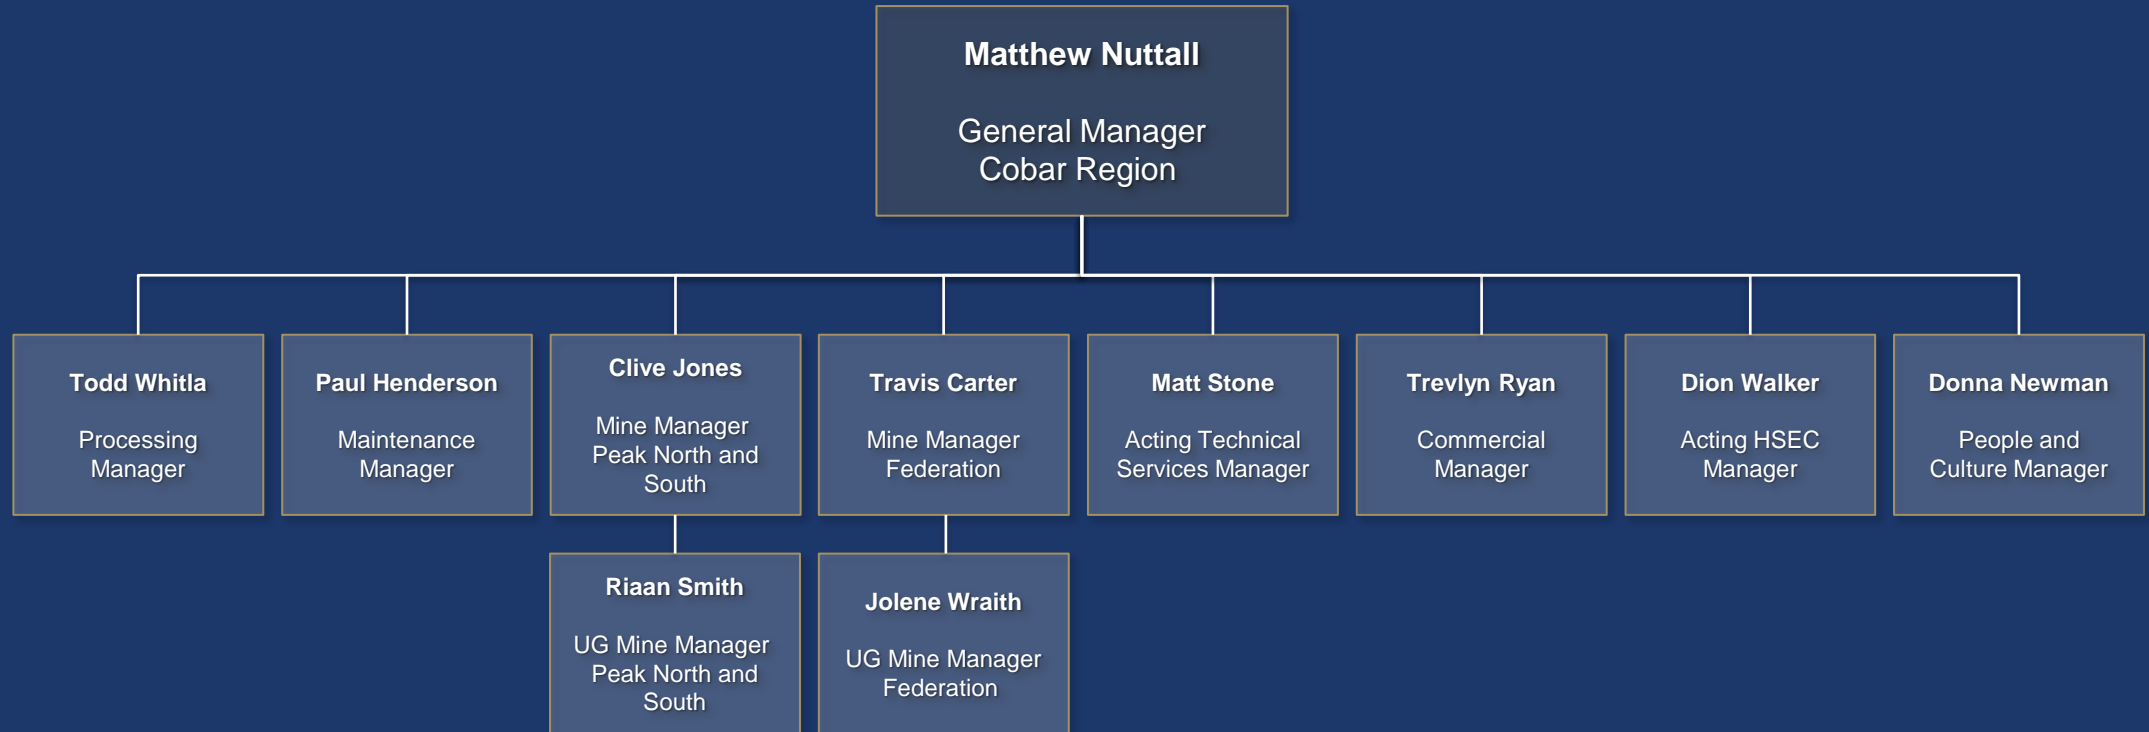 Matthew Nuttall
General Manager
Cobar Region
Todd Whitla
Processing
Manager
Paul Henderson
Maintenance
Manager
Clive Jones
Mine Manager
Peak North and
South
Travis Carter
Mine Manager
Federation
Matt Stone
Acting Technical
Services Manager
Trevlyn Ryan
Commercial
Manager
Dion Walker
Acting HSEC
Manager
Donna Newman
People and
Culture Manager
Riaan Smith
UG Mine Manager
Peak North and
South
Jolene Wraith
UG Mine Manager
Federation